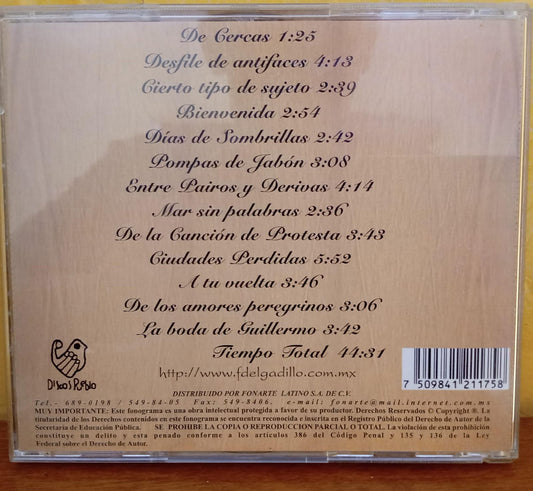 De Cercas 1:25
Desfile de antifaces 4:13
Cierto tipo de sujeto 2:39
Bienvenida 2:54
Días de Sombrillas 2:42
Pompas de Jabón 3:08
Entre Pairos y Derivas 4:14
Mar sin palabras 2:36
De la Canción de Protesta 3:43
Ciudades Perdidas 5:52
A tu vuelta 3:46
De los amores peregrinos 3:06
La boda de Guillermo 3:42
Tiempo Total 44:31
http://www.fdelgadillo.com.mx
DISCOS PUEBLO
7 509841 211758
DISTRIBUIDO POR FONARTE LATINO S.A. DE C.V.
Tel.- 689-0198 / 549-84-05 Fax: 549-8406. e-mail: fonarte@mail.internet.com.mx
MUY IMPORTANTE: Este fonograma es una obra intelectual protegida a favor de su productor. Derechos Reservados © Copyright ®. La
titularidad de los Derechos contenidos en este fonograma se encuentra reconocida e inscrita en el Registro Público del Derecho de Autor de la
Secretaría de Educación Pública. SE PROHIBE LA COPIA O REPRODUCCION PARCIAL O TOTAL. La violación de esta prohibición
constituye un delito y esta penado conforme a los artículos 386 del Código Penal y 135 y 136 de la Ley
Federal sobre el Derecho de Autor.